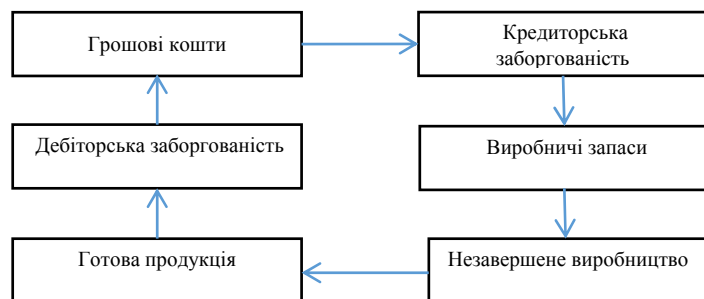 Грошові кошти
Кредиторська
заборгованість
Дебіторська заборгованість
Виробничі запаси
Готова продукція
Незавершене виробництво